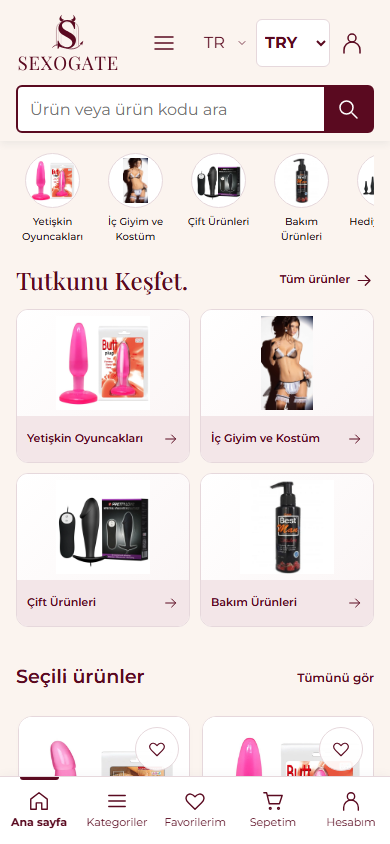 SEXOGATE
TR
TRY
Ürün veya ürün kodu ara
Yetişkin
Oyuncakları
İç Giyim ve
Kostüm
Çift Ürünleri
Bakım
Ürünleri
Tutkunu Keşfet.
Tüm ürünler
Yetişkin Oyuncakları
İç Giyim ve Kostüm
Best
Man
Çift Ürünleri
Bakım Ürünleri
Seçili ürünler
Tümünü gör
Ana sayfa
Kategoriler
Favorilerim
Sepetim
Hesabım